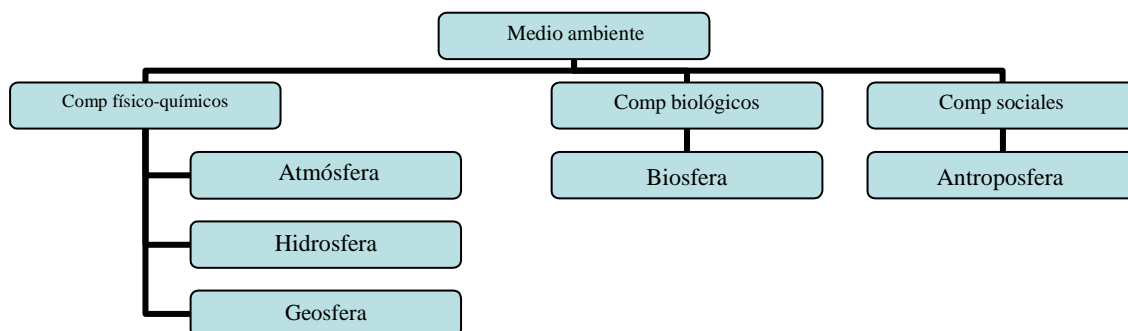 Medio ambiente
Comp físico-químicos
Comp biológicos
Comp sociales
Atmósfera
Biosfera
Antroposfera
Hidrosfera
Geosfera